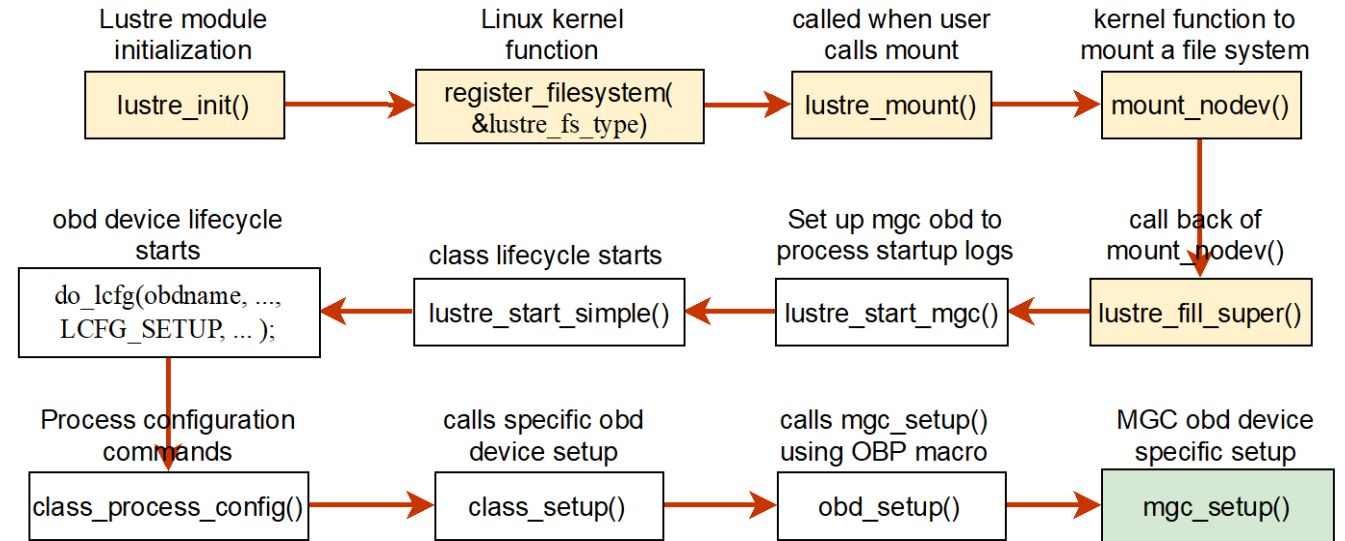 Lustre module
initialization
lustre_init()
Linux kernel
function
register_filesystem(
&lustre_fs_type)
called when user
calls mount
lustre_mount()
kernel function to
mount a file system
mount_nodev()
call back of
mount_nodev()
lustre_fill_super()
Set up mgc obd to
process startup logs
lustre_start_mgc()
class lifecycle starts
lustre_start_simple()
obd device lifecycle
starts
do_lcfg(obdname, ...,
LCFG_SETUP, ... );
Process configuration
commands
class_process_config()
calls specific obd
device setup
class_setup()
calls mgc_setup()
using OBP macro
obd_setup()
MGC obd device
specific setup
mgc_setup()